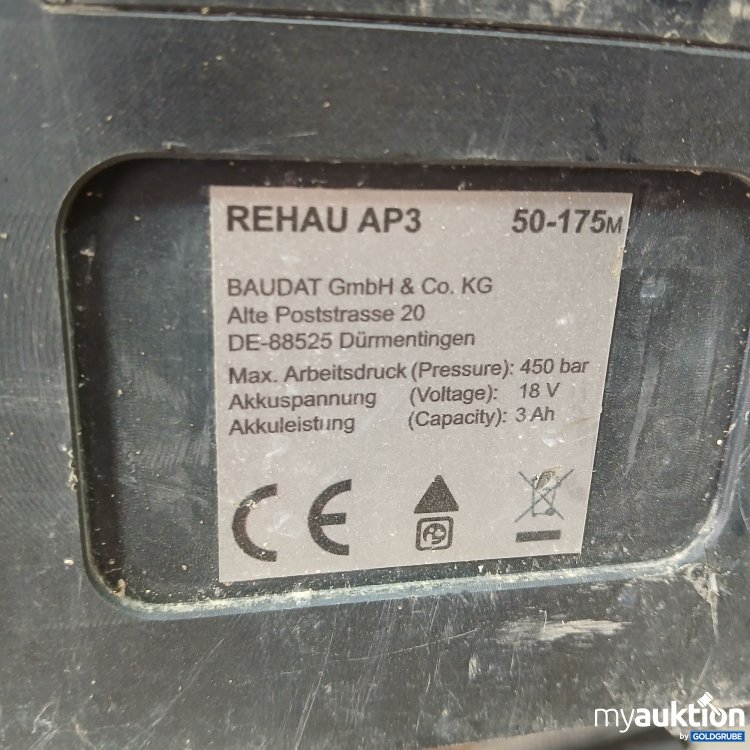 REHAU AP3 50-175M
BAUDAT GmbH & Co. KG
Alte Poststrasse 20
DE-88525 Dürmentingen
Max. Arbeitsdruck (Pressure): 450 bar
Akkuspannung (Voltage): 18 V
Akkuleistung (Capacity): 3 Ah
CE
myauktion
by GOLDGRUBE